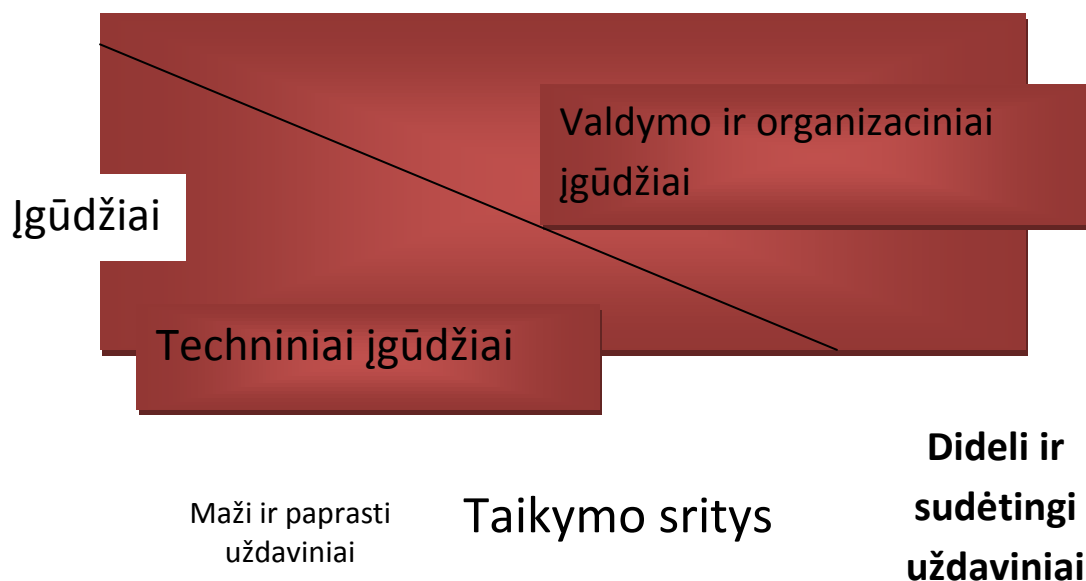 Valdymo ir organizaciniai
įgūdžiai
Įgūdžiai
Techniniai įgūdžiai
Maži ir paprasti
uždaviniai
Taikymo sritys
Dideli ir
sudėtingi
uždaviniai